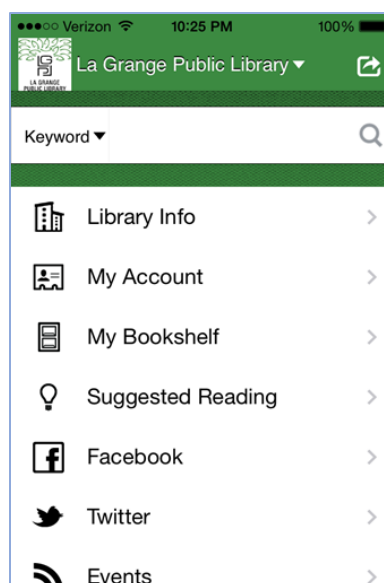 Verizon 10:25 PM 100%
La Grange Public Library
LA GRANGE
PUBLIC LIBRARY
Keyword
Library Info
My Account
My Bookshelf
Suggested Reading
Facebook
Twitter
Events